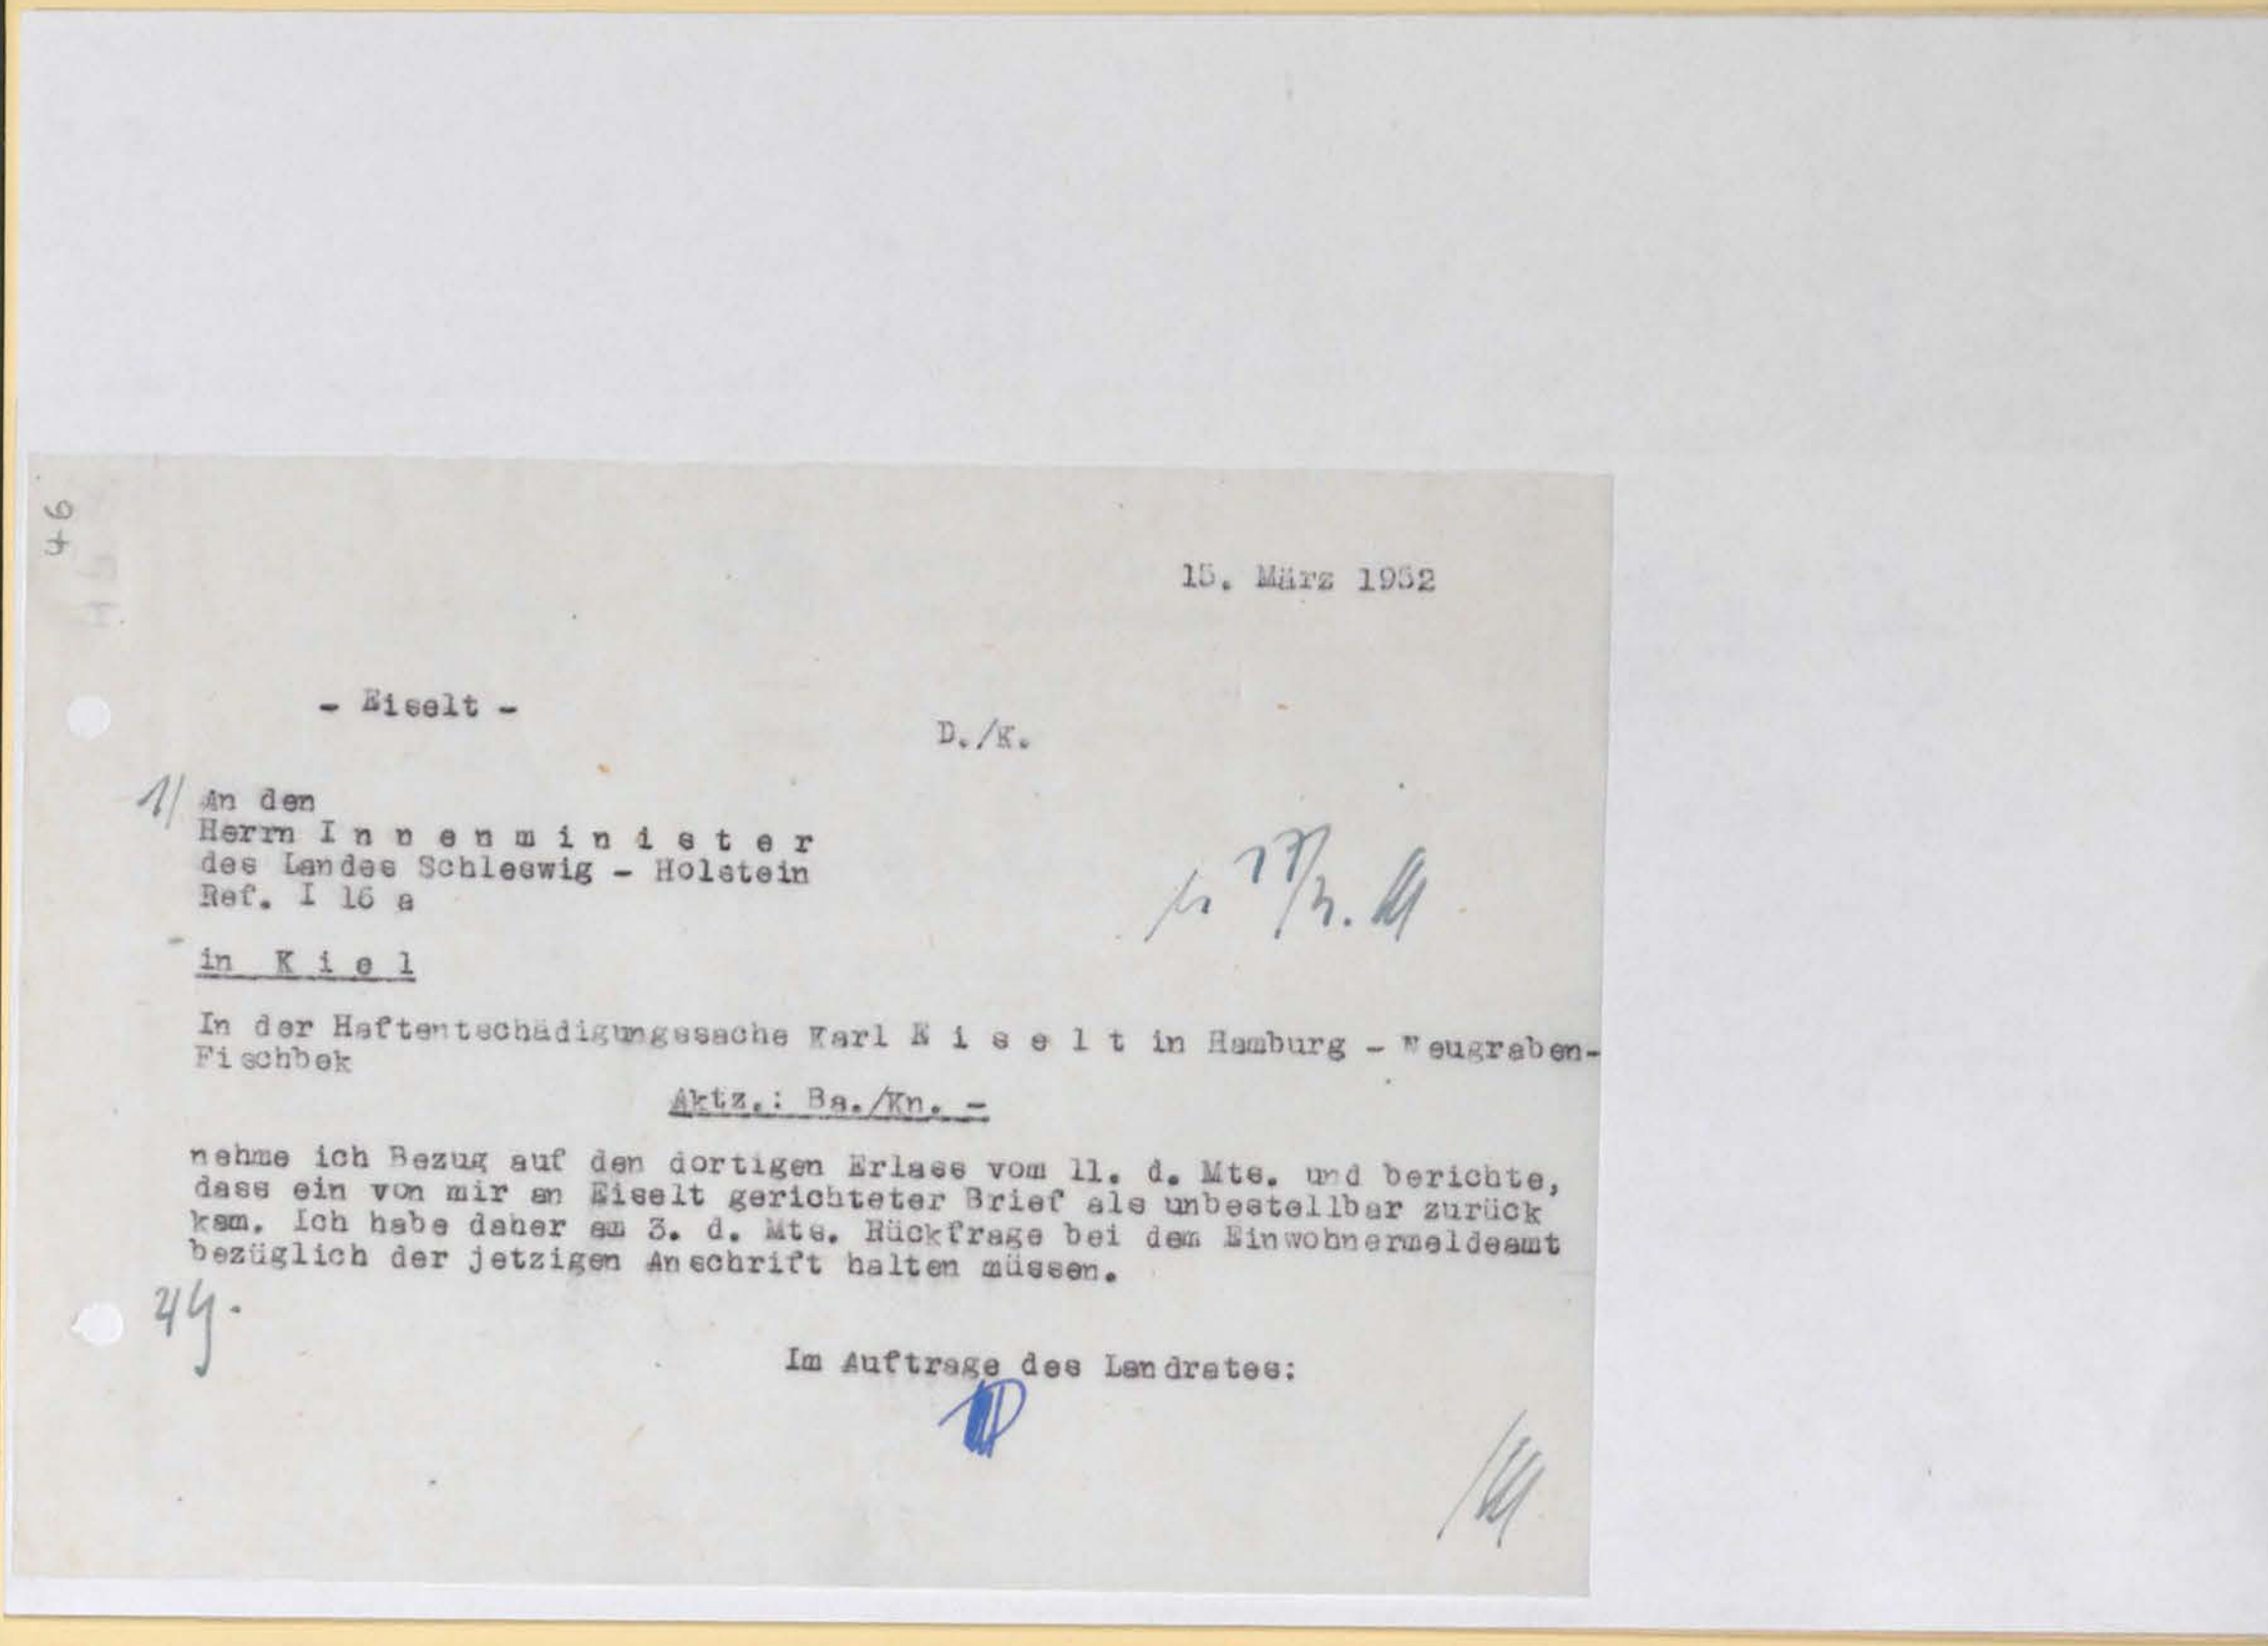 46
15. März 1952
- Eiselt -
D./K.
1/ An den
Herrn I n n e n m i n i s t e r
des Landes Schleswig - Holstein
Ref. I 16 a
in K i e l
In der Haftentschädigungssache Karl E i s e l t in Hamburg - Neugraben-
Fischbek
Aktz.: Ba./Kn. -
nehme ich Bezug auf den dortigen Erlass vom 11. d. Mts. und berichte,
dass ein von mir an Eiselt gerichteter Brief als unbestellbar zurück
kam. Ich habe daher am 3. d. Mts. Rückfrage bei dem Einwohnermeldeamt
bezüglich der jetzigen Anschrift halten müssen.
Im Auftrage des Landrates: